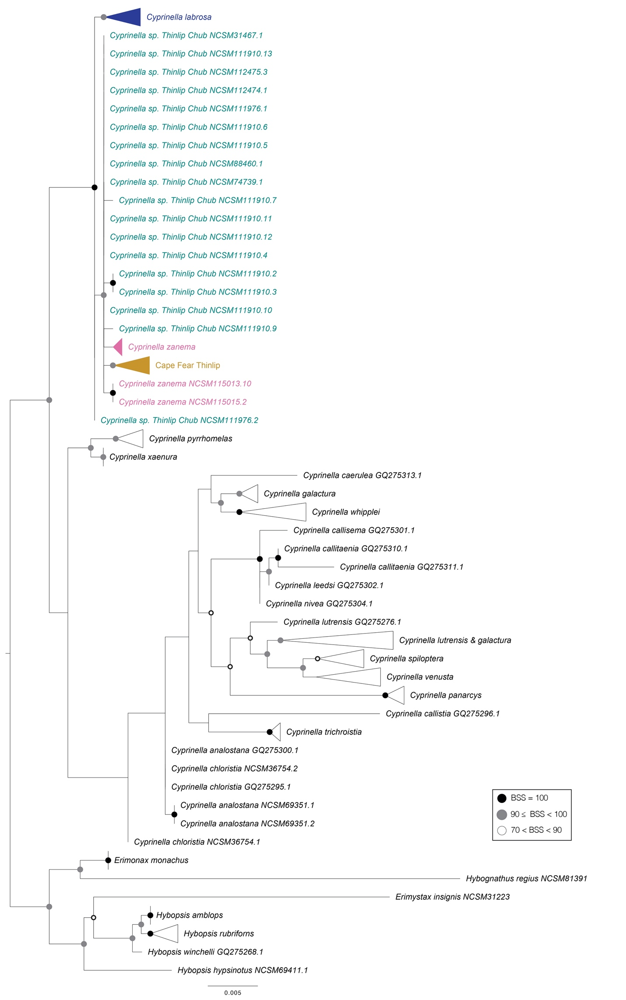 Cyprinella labrosa
Cyprinella sp. Thinlip Chub NCSM31467.1
Cyprinella sp. Thinlip Chub NCSM111910.13
Cyprinella sp. Thinlip Chub NCSM112475.3
Cyprinella sp. Thinlip Chub NCSM112474.1
Cyprinella sp. Thinlip Chub NCSM111976.1
Cyprinella sp. Thinlip Chub NCSM111910.6
Cyprinella sp. Thinlip Chub NCSM111910.5
Cyprinella sp. Thinlip Chub NCSM88460.1
Cyprinella sp. Thinlip Chub NCSM74739.1
Cyprinella sp. Thinlip Chub NCSM111910.7
Cyprinella sp. Thinlip Chub NCSM111910.11
Cyprinella sp. Thinlip Chub NCSM111910.12
Cyprinella sp. Thinlip Chub NCSM111910.4
Cyprinella sp. Thinlip Chub NCSM111910.2
Cyprinella sp. Thinlip Chub NCSM111910.3
Cyprinella sp. Thinlip Chub NCSM111910.10
Cyprinella sp. Thinlip Chub NCSM111910.9
Cyprinella zanema
Cape Fear Thinlip
Cyprinella zanema NCSM115013.10
Cyprinella zanema NCSM115015.2
Cyprinella sp. Thinlip Chub NCSM111976.2
Cyprinella pyrrhomelas
Cyprinella xaenura
Cyprinella caerulea GQ275313.1
Cyprinella galactura
Cyprinella whipplei
Cyprinella callisema GQ275301.1
Cyprinella callitaenia GQ275310.1
Cyprinella callitaenia GQ275311.1
Cyprinella leedsi GQ275302.1
Cyprinella nivea GQ275304.1
Cyprinella lutrensis GQ275276.1
Cyprinella lutrensis & galactura
Cyprinella spiloptera
Cyprinella venusta
Cyprinella panarcys
Cyprinella callistia GQ275296.1
Cyprinella trichroistia
Cyprinella analostana GQ275300.1
Cyprinella chloristia NCSM36754.2
Cyprinella chloristia GQ275295.1
Cyprinella analostana NCSM69351.1
Cyprinella analostana NCSM69351.2
Cyprinella chloristia NCSM36754.1
BSS = 100
90 ≤ BSS < 100
70 < BSS < 90
Erimonax monachus
Hybognathus regius NCSM81391
Erimystax insignis NCSM31223
Hybopsis amblops
Hybopsis rubriforns
Hybopsis winchelli GQ275268.1
Hybopsis hypsinotus NCSM69411.1
0.005